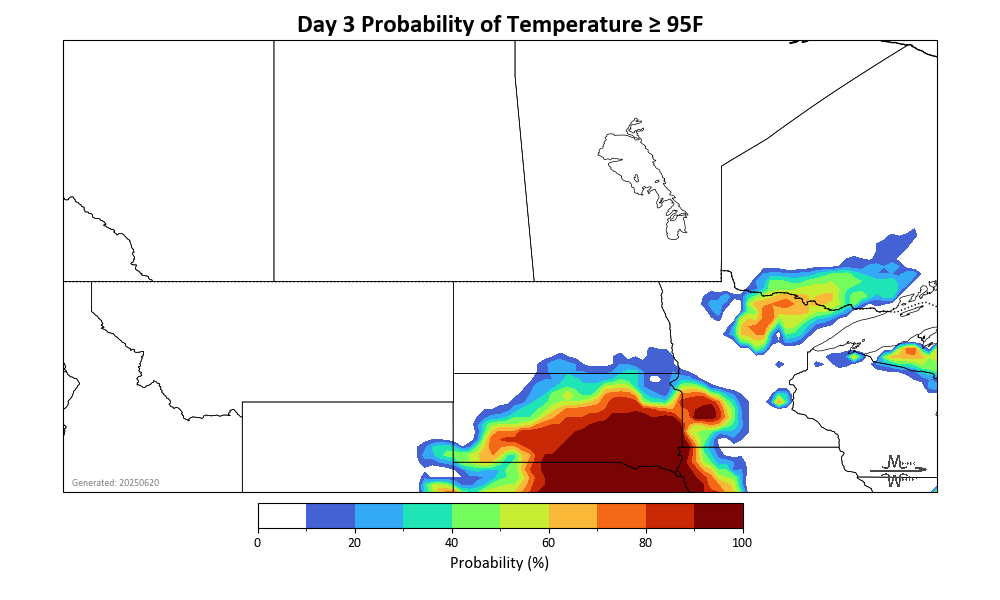 Day 3 Probability of Temperature ≥ 95F
Generated: 20250620
0 20 40 60 80 100
Probability (%)